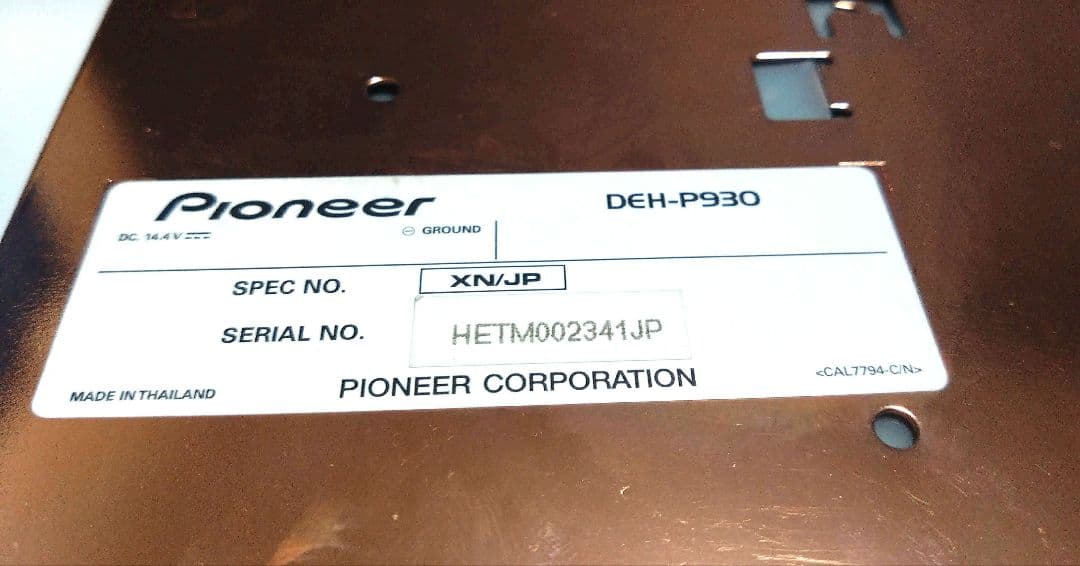 Pioneer DEH-P930
DC. 14.4 V ⎓ ⊖ GROUND
SPEC NO. XN/JP
SERIAL NO. HETM002341JP
PIONEER CORPORATION <CAL7794-C/N>
MADE IN THAILAND